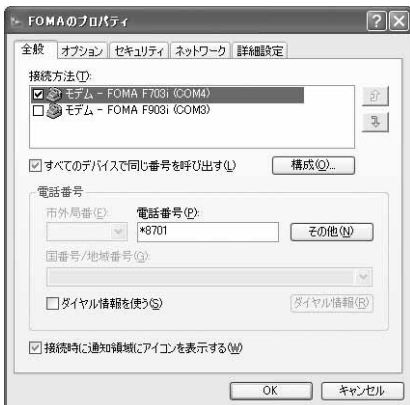 FOMAのプロパティ
全般 オプション セキュリティ ネットワーク 詳細設定
接続方法(T):
モデム - FOMA F703i (COM4)
モデム - FOMA F903i (COM3)
すべてのデバイスで同じ番号を呼び出す(L) 構成(O)...
電話番号
市外局番(E): 電話番号(P):
*8701 その他(N)
国番号/地域番号(G):
ダイヤル情報を使う(S) ダイヤル情報(R)
接続時に通知領域にアイコンを表示する(W)
OK キャンセル